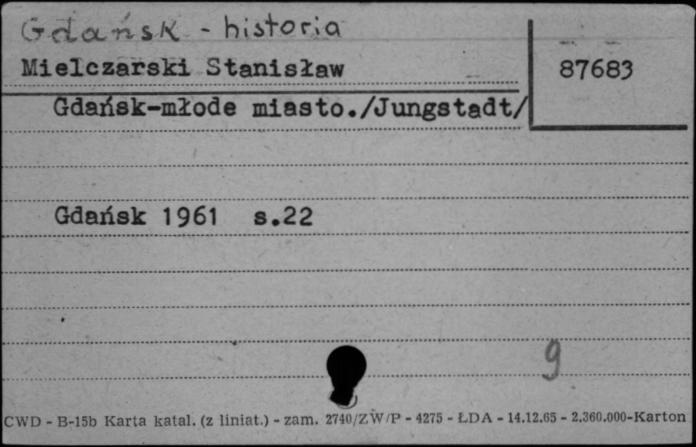 Gdańsk - historia
Mielczarski Stanisław
87683
Gdańsk-młode miasto./Jungstadt/
Gdańsk 1961 s.22
9
CWD - B-15b Karta katal. (z liniat.) - zam. 2740/ZW/P - 4275 - ŁDA - 14.12.65 - 2.360.000-Karton